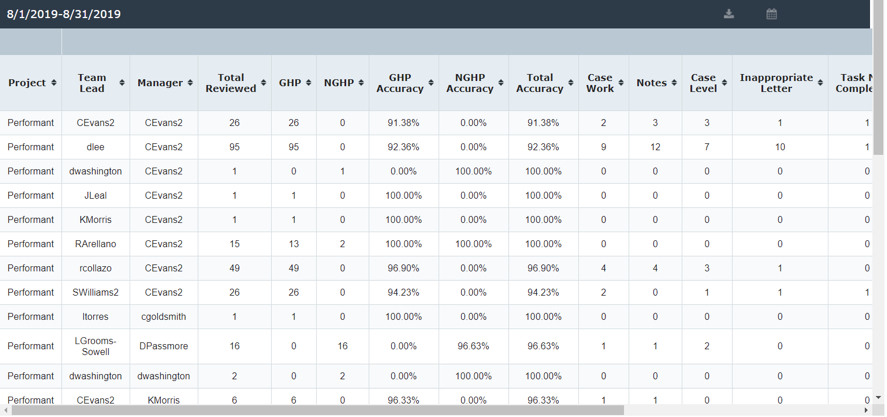 8/1/2019-8/31/2019
Project Team Lead Manager Total Reviewed GHP NGHP GHP Accuracy NGHP Accuracy Total Accuracy Case Work Notes Case Level Inappropriate Letter Task N Comple
Performant CEvans2 CEvans2 26 26 0 91.38% 0.00% 91.38% 2 3 3 1 1
Performant dlee CEvans2 95 95 0 92.36% 0.00% 92.36% 9 12 7 10 1
Performant dwashington CEvans2 1 0 1 0.00% 100.00% 100.00% 0 0 0 0 0
Performant JLeal CEvans2 1 1 0 100.00% 0.00% 100.00% 0 0 0 0 0
Performant KMorris CEvans2 1 1 0 100.00% 0.00% 100.00% 0 0 0 0 0
Performant RArellano CEvans2 15 13 2 100.00% 100.00% 100.00% 0 0 0 0 0
Performant rcollazo CEvans2 49 49 0 96.90% 0.00% 96.90% 4 4 3 1 0
Performant SWilliams2 CEvans2 26 26 0 94.23% 0.00% 94.23% 2 0 1 1 1
Performant ltorres cgoldsmith 1 1 0 100.00% 0.00% 100.00% 0 0 0 0 0
Performant LGrooms-Sowell DPassmore 16 0 16 0.00% 96.63% 96.63% 1 1 2 0 0
Performant dwashington dwashington 2 0 2 0.00% 100.00% 100.00% 0 0 0 0 0
Performant CEvans2 KMorris 6 6 0 96.33% 0.00% 96.33% 1 1 0 0 0